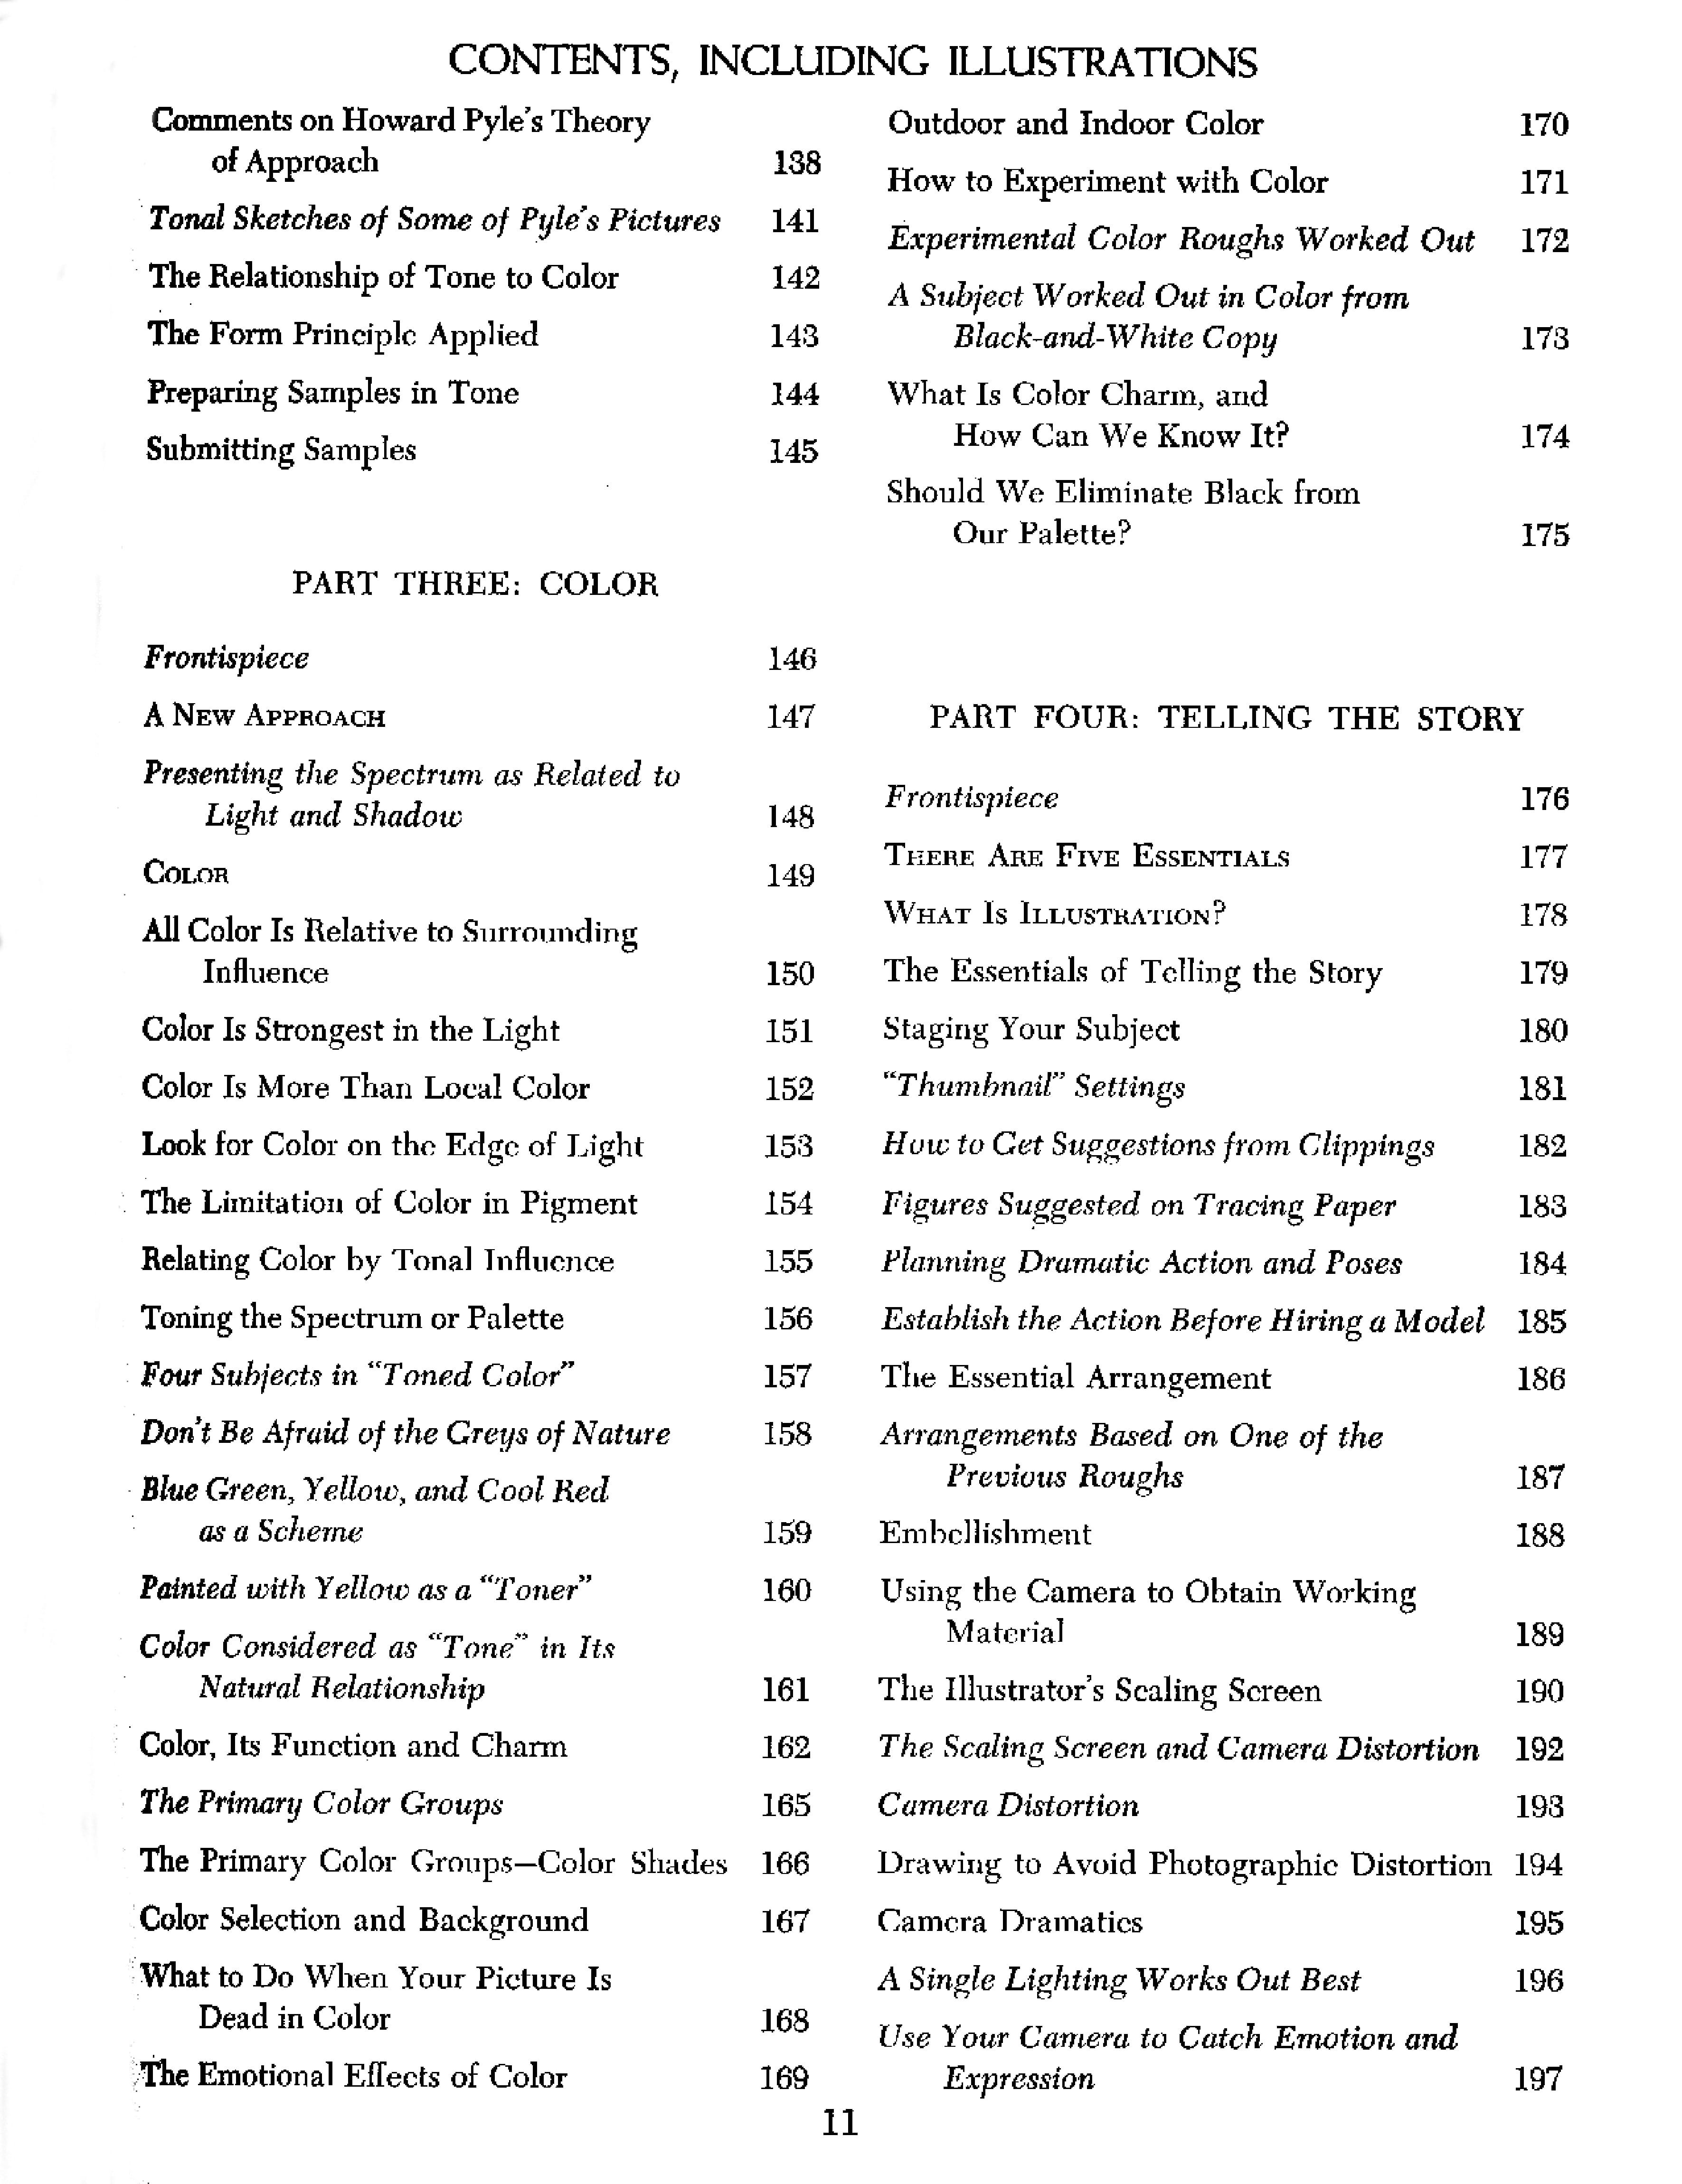 CONTENTS, INCLUDING ILLUSTRATIONS
Comments on Howard Pyle's Theory
of Approach 138
Tonal Sketches of Some of Pyle's Pictures 141
The Relationship of Tone to Color 142
The Form Principle Applied 143
Preparing Samples in Tone 144
Submitting Samples 145
PART THREE: COLOR
Frontispiece 146
A NEW APPROACH 147
Presenting the Spectrum as Related to
Light and Shadow 148
COLOR 149
All Color Is Relative to Surrounding
Influence 150
Color Is Strongest in the Light 151
Color Is More Than Local Color 152
Look for Color on the Edge of Light 153
The Limitation of Color in Pigment 154
Relating Color by Tonal Influence 155
Toning the Spectrum or Palette 156
Four Subjects in “Toned Color” 157
Don't Be Afraid of the Greys of Nature 158
Blue Green, Yellow, and Cool Red
as a Scheme 159
Painted with Yellow as a “Toner” 160
Color Considered as “Tone” in Its
Natural Relationship 161
Color, Its Function and Charm 162
The Primary Color Groups 165
The Primary Color Groups—Color Shades 166
Color Selection and Background 167
What to Do When Your Picture Is
Dead in Color 168
The Emotional Effects of Color 169
Outdoor and Indoor Color 170
How to Experiment with Color 171
Experimental Color Roughs Worked Out 172
A Subject Worked Out in Color from
Black-and-White Copy 173
What Is Color Charm, and
How Can We Know It? 174
Should We Eliminate Black from
Our Palette? 175
PART FOUR: TELLING THE STORY
Frontispiece 176
THERE ARE FIVE ESSENTIALS 177
WHAT IS ILLUSTRATION? 178
The Essentials of Telling the Story 179
Staging Your Subject 180
“Thumbnail” Settings 181
How to Get Suggestions from Clippings 182
Figures Suggested on Tracing Paper 183
Planning Dramatic Action and Poses 184
Establish the Action Before Hiring a Model 185
The Essential Arrangement 186
Arrangements Based on One of the
Previous Roughs 187
Embellishment 188
Using the Camera to Obtain Working
Material 189
The Illustrator's Scaling Screen 190
The Scaling Screen and Camera Distortion 192
Camera Distortion 193
Drawing to Avoid Photographic Distortion 194
Camera Dramatics 195
A Single Lighting Works Out Best 196
Use Your Camera to Catch Emotion and
Expression 197
11